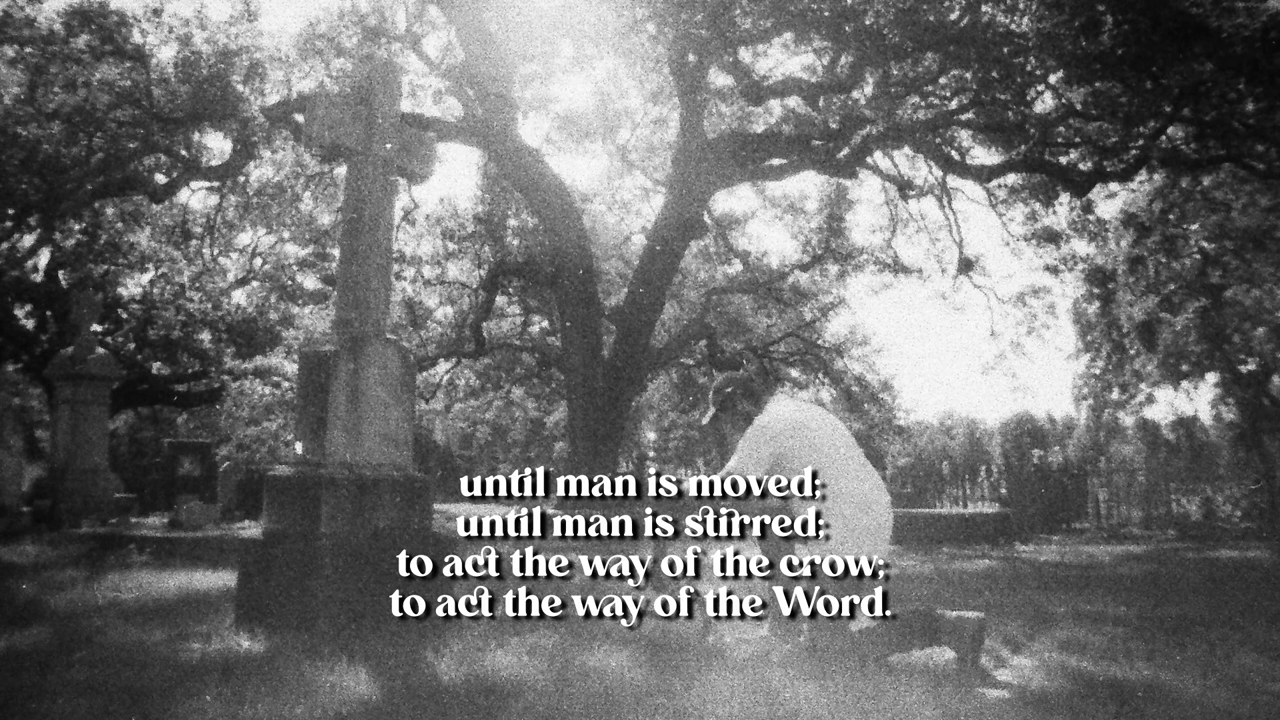 until man is moved;
until man is stirred;
to act the way of the crow;
to act the way of the Word.